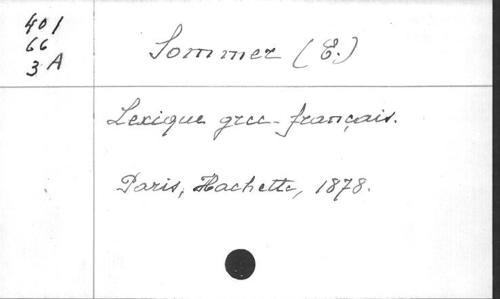 401
66
3 A
Sommer (E.)
Lexique grec-français.
Paris, Hachette, 1878.